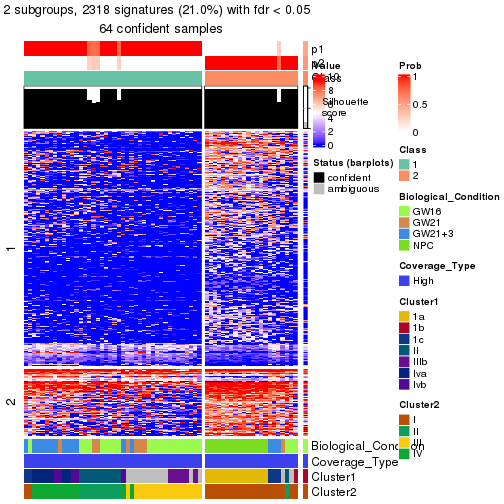 2 subgroups, 2318 signatures (21.0%) with fdr < 0.05
64 confident samples
p1
p2
Class
Silhouette
score
1
2
Biological_Condition
Coverage_Type
Cluster1
Cluster2
Value
8
6
4
2
0
Status (barplots)
confident
ambiguous
Prob
1
0.5
0
Class
1
2
Biological_Condition
GW16
GW21
GW21+3
NPC
Coverage_Type
High
Cluster1
1a
1b
1c
II
IIIb
Iva
Ivb
Cluster2
I
II
III
IV